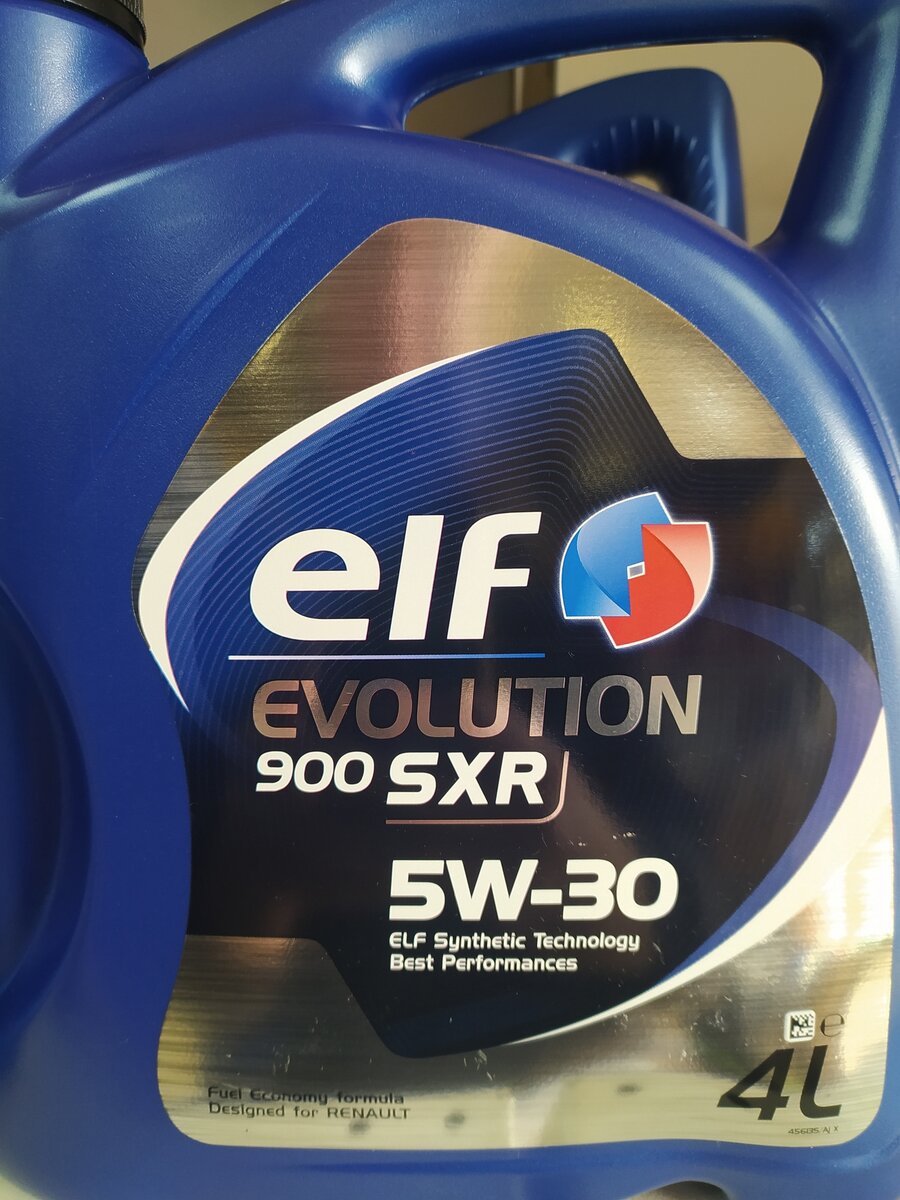 elf
EVOLUTION
900 SXR
5W-30
ELF Synthetic Technology
Best Performances
e
4L
Fuel Economy formula
Designed for RENAULT